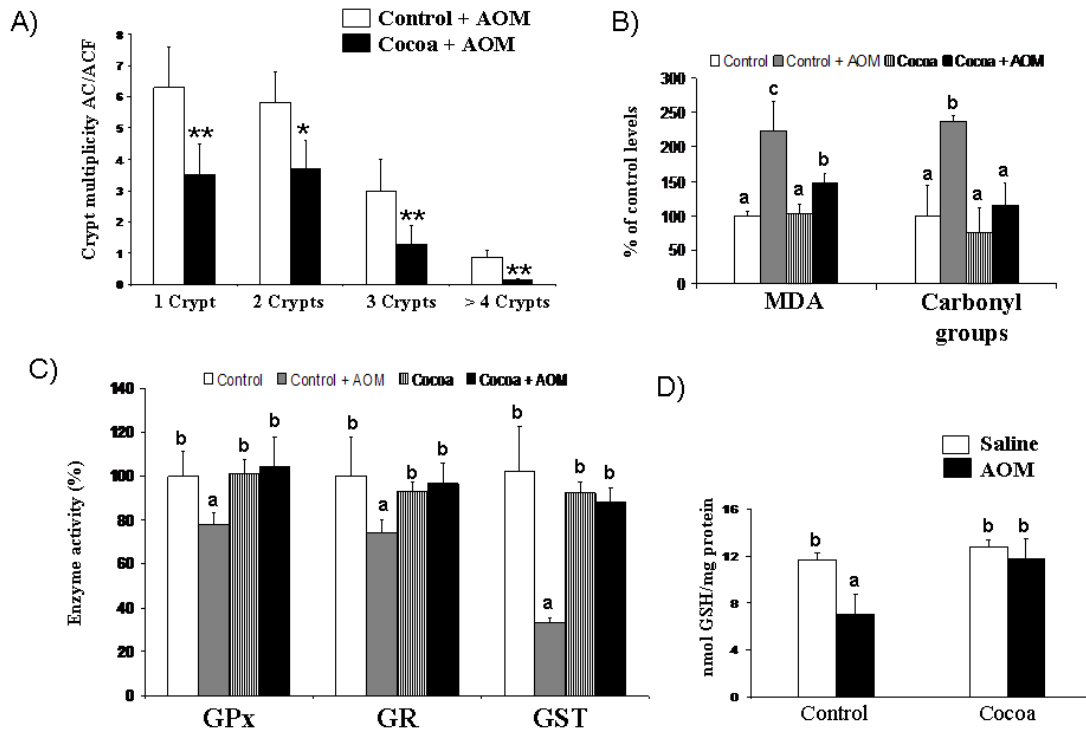 A)
Control + AOM
Cocoa + AOM
Crypt multiplicity AC/ACF
8
7
6
5
4
3
2
1
0
**
*
**
**
1 Crypt 2 Crypts 3 Crypts > 4 Crypts
B)
Control Control + AOM Cocoa Cocoa + AOM
% of control levels
300
250
200
150
100
50
0
a c a b a b a a
MDA Carbonyl
groups
C)
Control Control + AOM Cocoa Cocoa + AOM
Enzyme activity (%)
140
120
100
80
60
40
20
0
b a b b b a b b b a b b
GPx GR GST
D)
Saline
AOM
nmol GSH/mg protein
16
12
8
4
0
b a b b
Control Cocoa